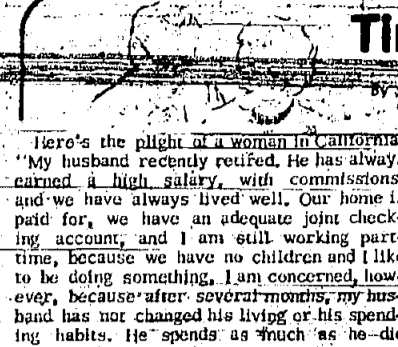 Ti
By
Here's the plight of a woman in California
"My husband recently retired. He has alway
earned a high salary, with commissions
and we have always lived well. Our home i
paid for, we have an adequate joint check-
ing account, and I am still working part-
time, because we have no children and I like
to be doing something. I am concerned, how-
ever, because after several months, my hus-
band has not changed his living or his spend-
ing habits. He spends as much as he did